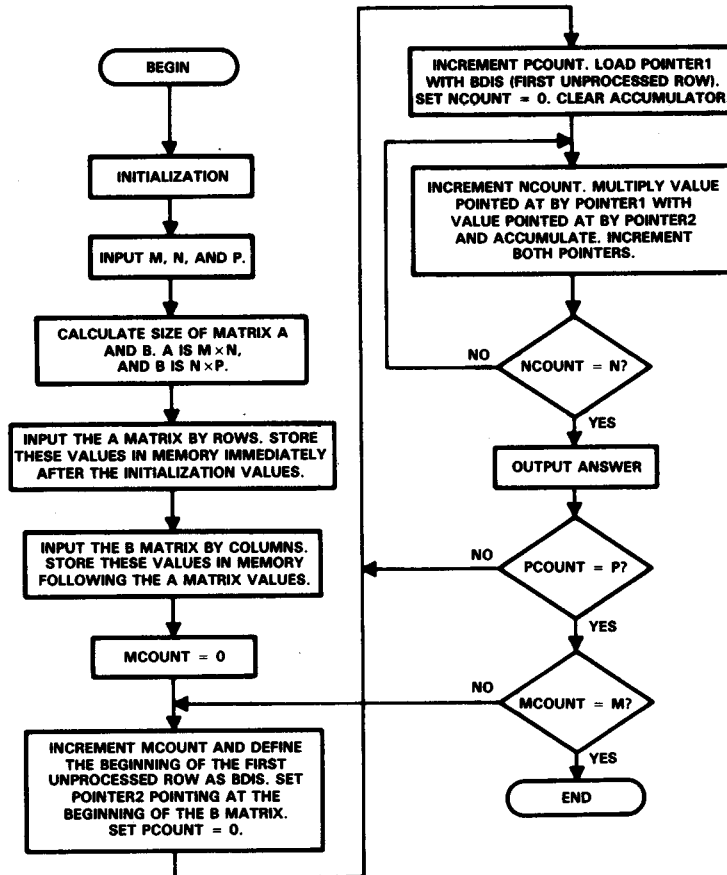 BEGIN
INITIALIZATION
INPUT M, N, AND P.
CALCULATE SIZE OF MATRIX A
AND B. A IS M×N,
AND B IS N×P.
INPUT THE A MATRIX BY ROWS. STORE
THESE VALUES IN MEMORY IMMEDIATELY
AFTER THE INITIALIZATION VALUES.
INPUT THE B MATRIX BY COLUMNS.
STORE THESE VALUES IN MEMORY
FOLLOWING THE A MATRIX VALUES.
MCOUNT = 0
INCREMENT MCOUNT AND DEFINE
THE BEGINNING OF THE FIRST
UNPROCESSED ROW AS BDIS. SET
POINTER2 POINTING AT THE
BEGINNING OF THE B MATRIX.
SET PCOUNT = 0.
INCREMENT PCOUNT. LOAD POINTER1
WITH BDIS (FIRST UNPROCESSED ROW).
SET NCOUNT = 0. CLEAR ACCUMULATOR
INCREMENT NCOUNT. MULTIPLY VALUE
POINTED AT BY POINTER1 WITH
VALUE POINTED AT BY POINTER2
AND ACCUMULATE. INCREMENT
BOTH POINTERS.
NO
NCOUNT = N?
YES
OUTPUT ANSWER
NO
PCOUNT = P?
YES
NO
MCOUNT = M?
YES
END